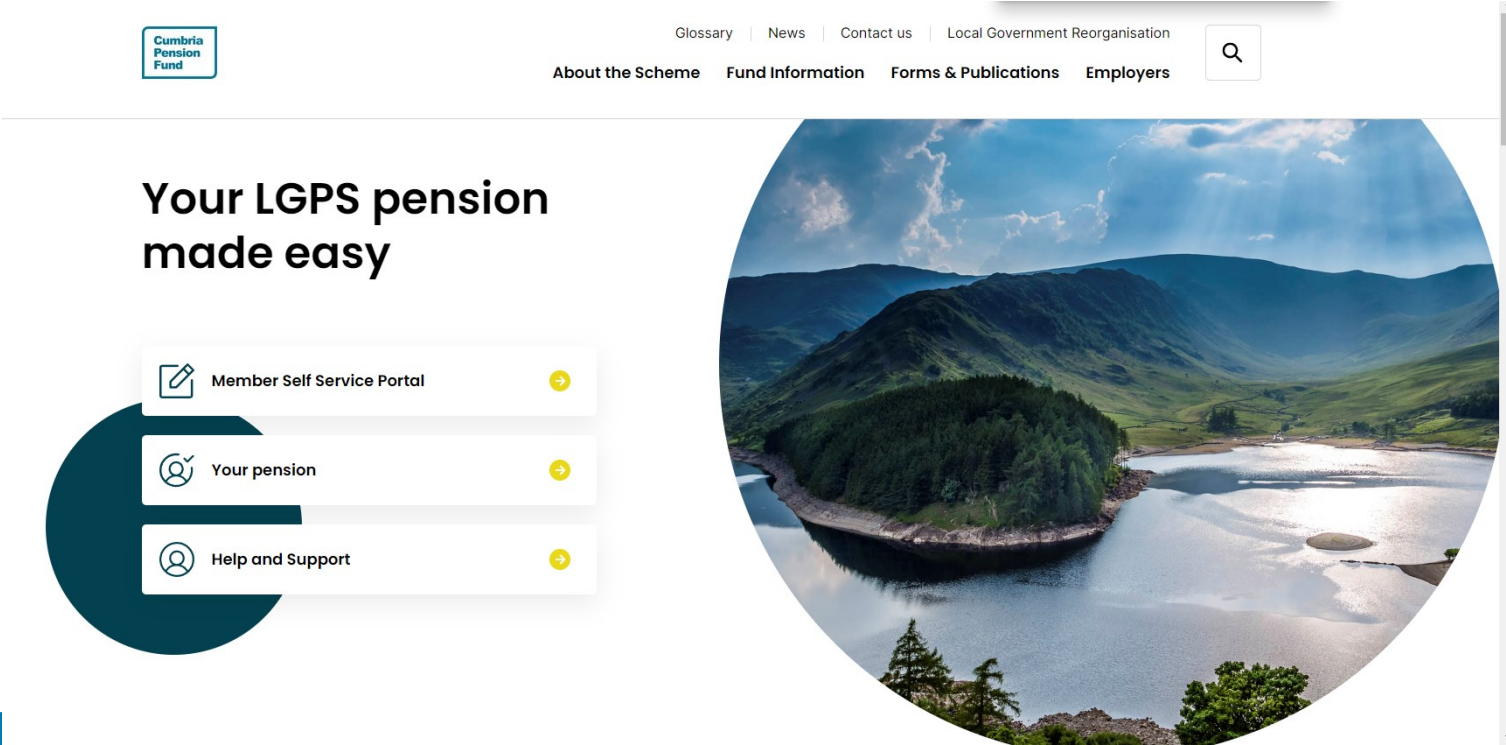 Cumbria
Pension
Fund
Glossary News Contact us Local Government Reorganisation
About the Scheme Fund Information Forms & Publications Employers
Your LGPS pension
made easy
Member Self Service Portal
Your pension
Help and Support